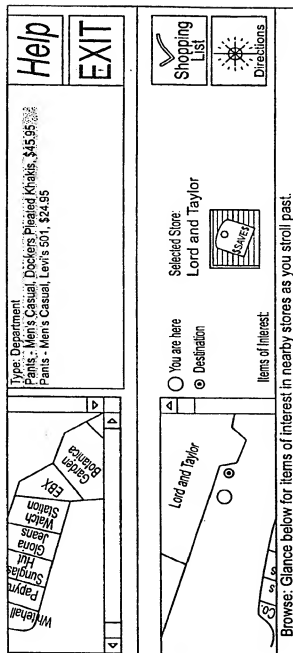 Whitehall
Papyru
Sunglas
Hut
Gloria
Jeans
Watch
Station
EBX
Garden
Botanica
Type: Department
Pants - Men's Casual, Dockers Pleated Khakis, $45.95
Pants - Men's Casual, Levi's 501, $24.95
Help
EXIT
Lord and Taylor
You are here
Destination
Selected Store:
Lord and Taylor
$SAVE$
Items of Interest:
Shopping
List
Directions
Browse: Glance below for items of interest in nearby stores as you stroll past.